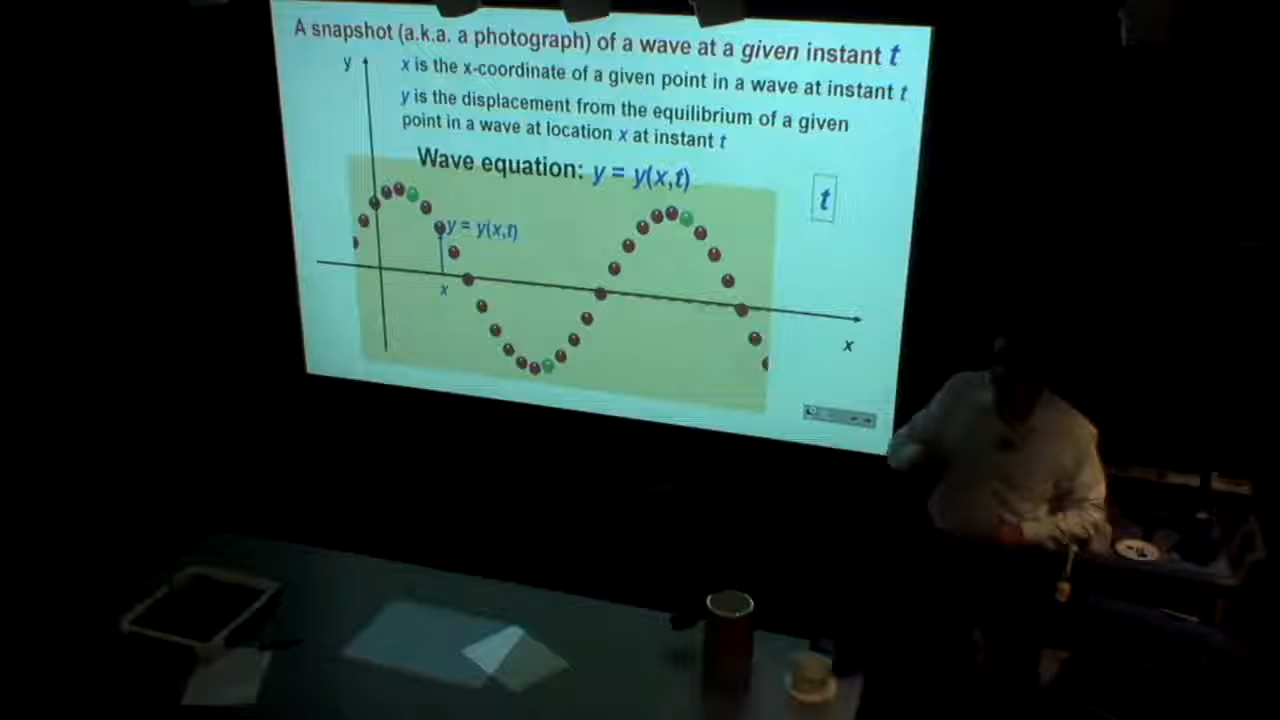 A snapshot (a.k.a. a photograph) of a wave at a given instant t
y
x is the x-coordinate of a given point in a wave at instant t
y is the displacement from the equilibrium of a given
point in a wave at location x at instant t
Wave equation: y = y(x,t)
t
y = y(x,t)
x
x